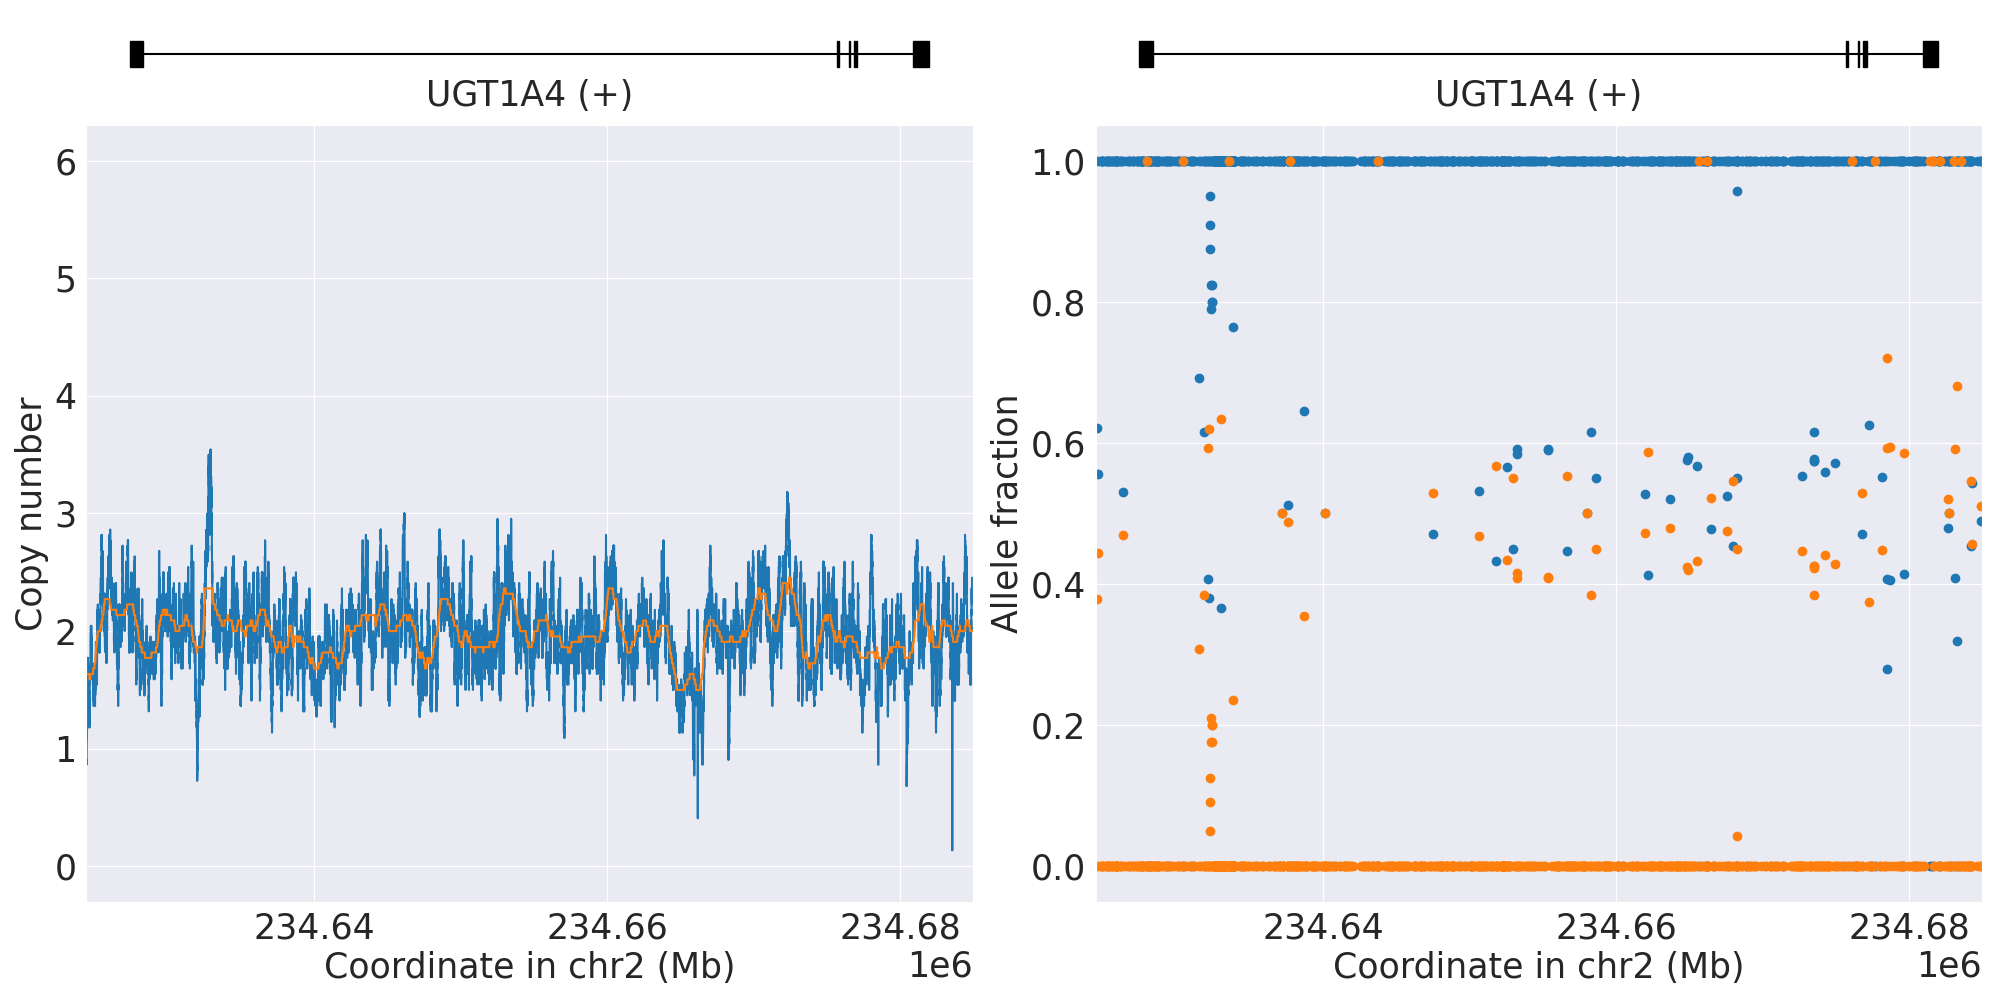 UGT1A4 (+)
6
5
4
3
2
1
0
Copy number
234.64 234.66 234.68
Coordinate in chr2 (Mb) 1e6
UGT1A4 (+)
1.0
0.8
0.6
0.4
0.2
0.0
Allele fraction
234.64 234.66 234.68
Coordinate in chr2 (Mb) 1e6